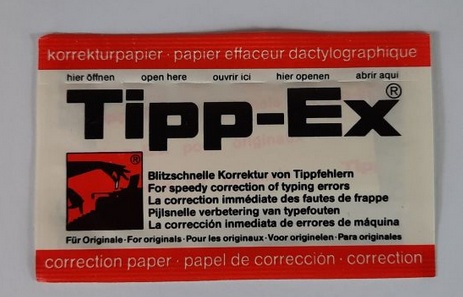 korrekturpapier · papier effaceur dactylographique
hier öffnen open here ouvrir ici hier openen abrir aqui
Tipp-Ex®
®
Blitzschnelle Korrektur von Tippfehlern
For speedy correction of typing errors
La correction immédiate des fautes de frappe
Pijlsnelle verbetering van typefouten
La corrección inmediata de errores de máquina
Für Originale · For originals · Pour les originaux · Voor originelen · Para originales
correction paper · papel de corrección · correction